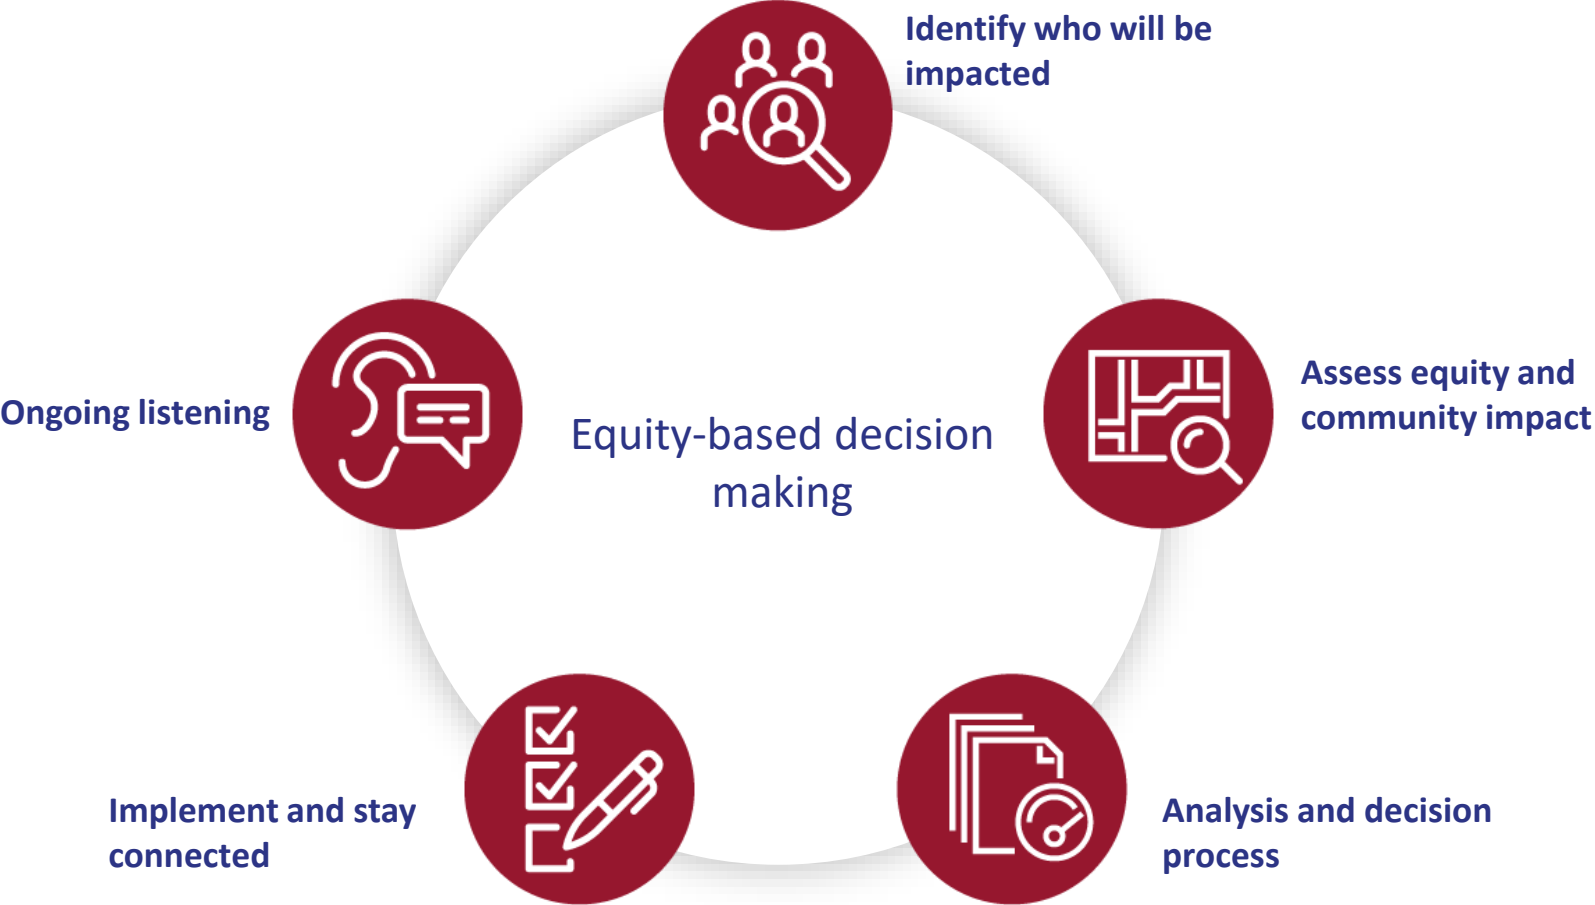 Identify who will be
impacted
Assess equity and
community impact
Analysis and decision
process
Implement and stay
connected
Ongoing listening
Equity-based decision
making